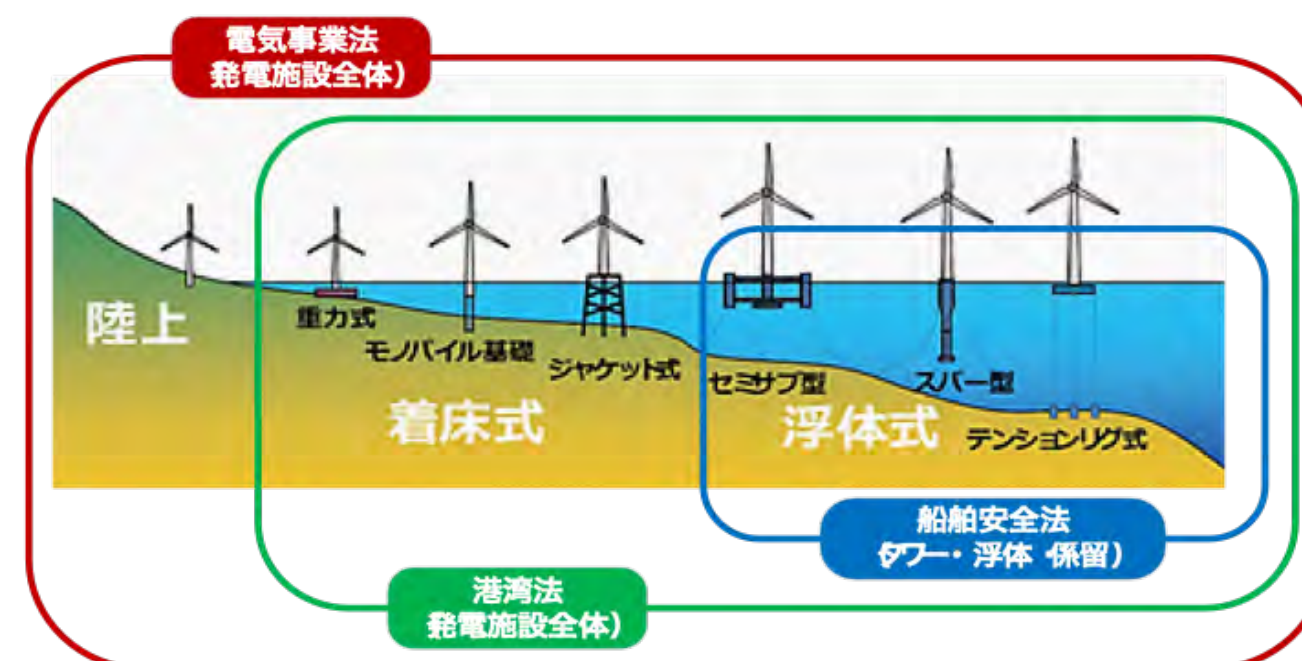 電気事業法
(発電施設全体)
陸上
重力式
モノパイル基礎
ジャケット式
着床式
セミサブ型
スパー型
浮体式
テンションリグ式
船舶安全法
(タワー・浮体・係留)
港湾法
(発電施設全体)